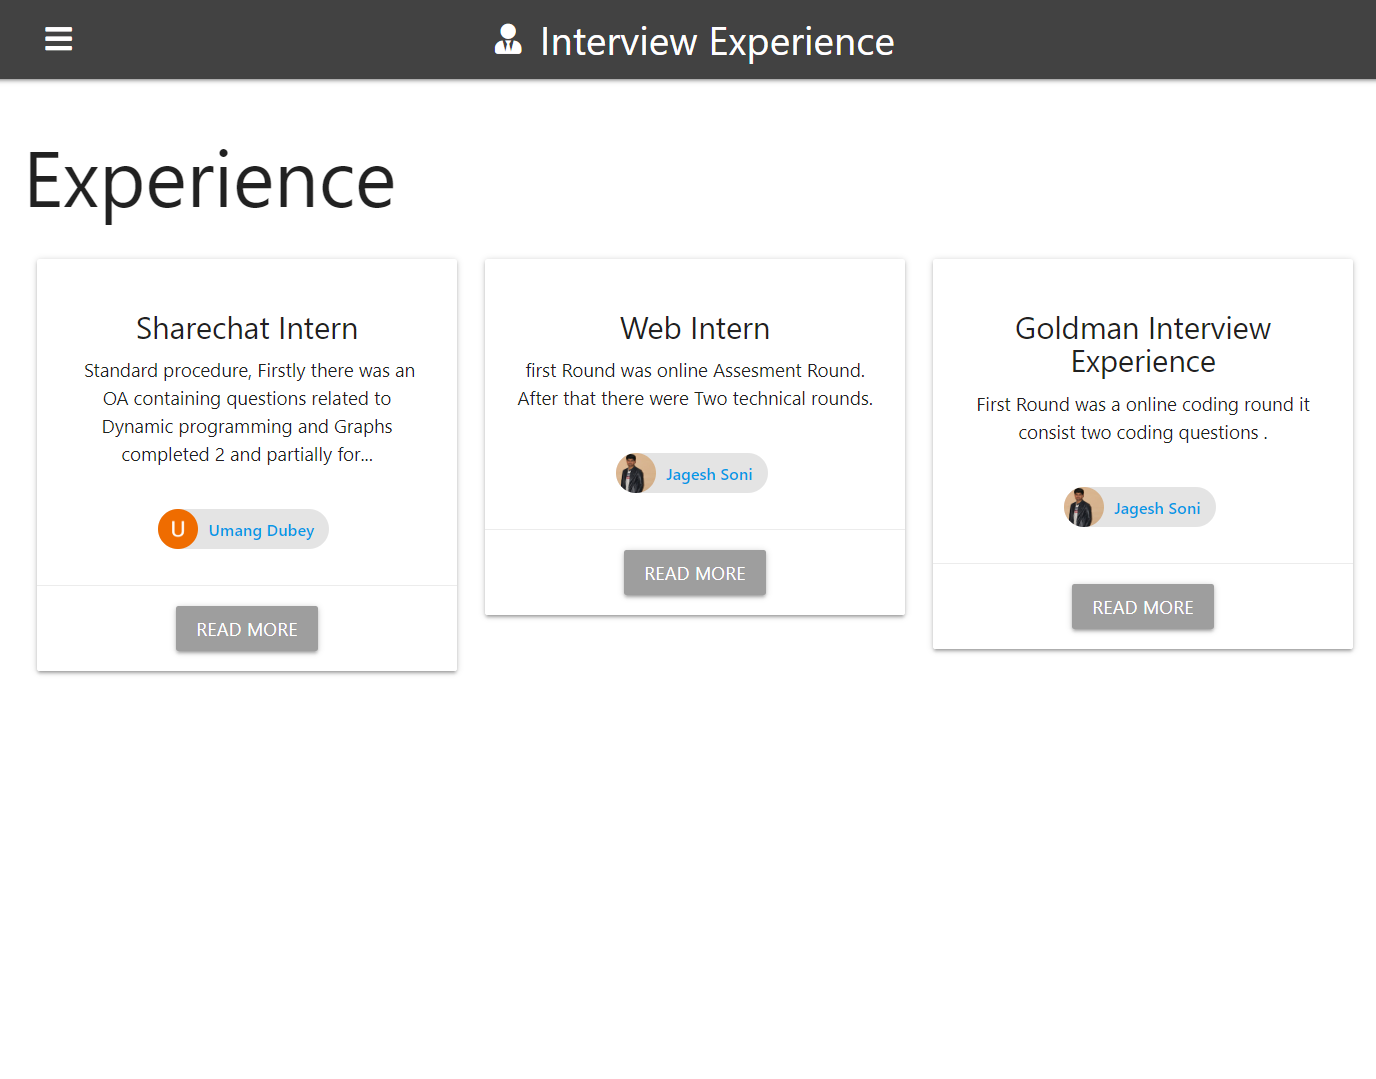 Interview Experience
Experience
Sharechat Intern
Standard procedure, Firstly there was an
OA containing questions related to
Dynamic programming and Graphs
completed 2 and partially for...
U Umang Dubey
READ MORE
Web Intern
first Round was online Assesment Round.
After that there were Two technical rounds.
Jagesh Soni
READ MORE
Goldman Interview
Experience
First Round was a online coding round it
consist two coding questions .
Jagesh Soni
READ MORE